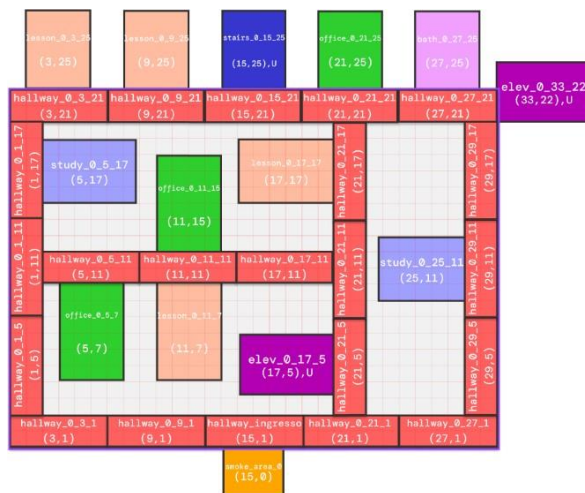 lesson_0_3_25
(3,25)
lesson_0_9_25
(9,25)
stairs_0_15_25
(15,25),U
office_0_21_25
(21,25)
bath_0_27_25
(27,25)
elev_0_33_22
(33,22),U
hallway_0_3_21
(3,21)
hallway_0_9_21
(9,21)
hallway_0_15_21
(15,21)
hallway_0_21_21
(21,21)
hallway_0_27_21
(27,21)
hallway_0_1_17
(1,17)
study_0_5_17
(5,17)
office_0_11_15
(11,15)
lesson_0_17_17
(17,17)
hallway_0_21_17
(21,17)
hallway_0_29_17
(29,17)
hallway_0_1_11
(1,11)
hallway_0_5_11
(5,11)
hallway_0_11_11
(11,11)
hallway_0_17_11
(17,11)
hallway_0_21_11
(21,11)
study_0_25_11
(25,11)
hallway_0_29_11
(29,11)
hallway_0_1_5
(1,5)
office_0_5_7
(5,7)
lesson_0_11_7
(11,7)
elev_0_17_5
(17,5),U
hallway_0_21_5
(21,5)
hallway_0_29_5
(29,5)
hallway_0_3_1
(3,1)
hallway_0_9_1
(9,1)
hallway_ingresso
(15,1)
hallway_0_21_1
(21,1)
hallway_0_27_1
(27,1)
smoke_area_0
(15,0)